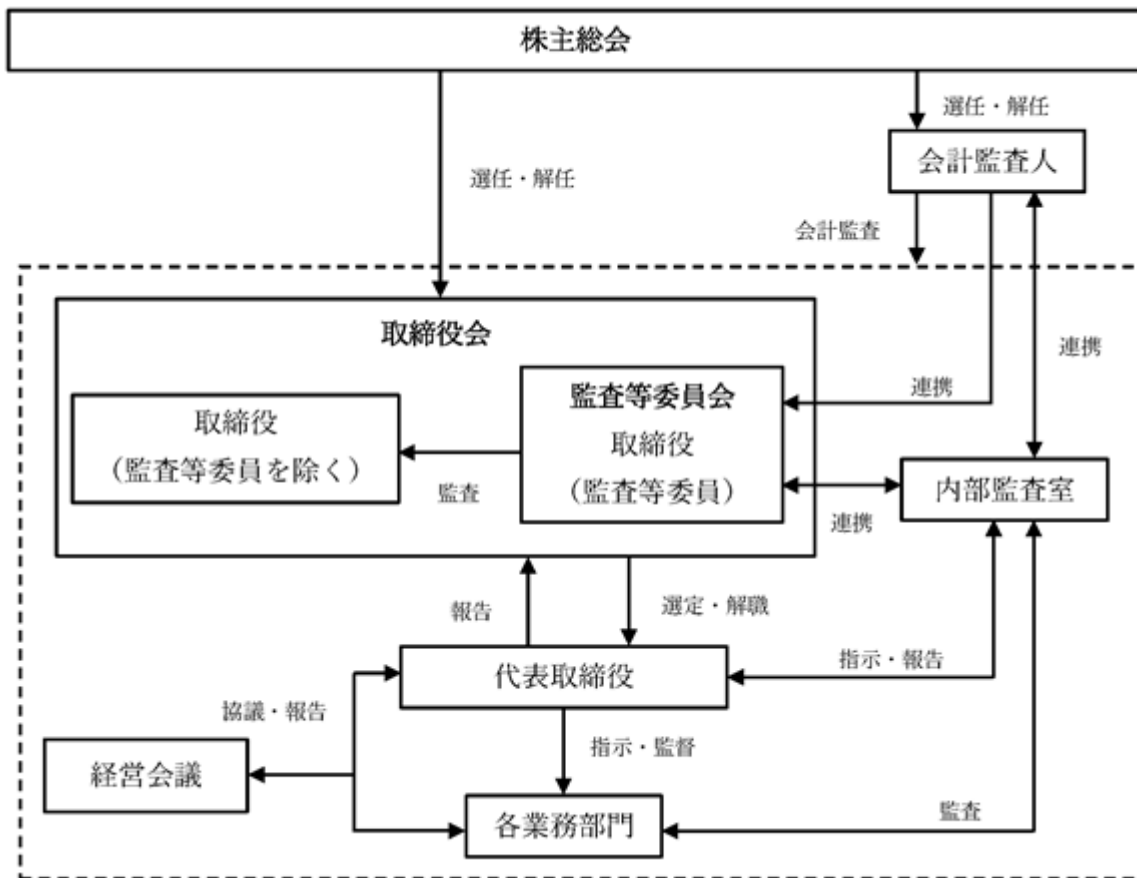 株主総会
選任・解任
会計監査人
選任・解任
会計監査
取締役会
連携
監査等委員会
取締役
（監査等委員）
連携
取締役
（監査等委員を除く）
監査
内部監査室
連携
報告
選定・解職
代表取締役
指示・報告
協議・報告
指示・監督
経営会議
各業務部門
監査